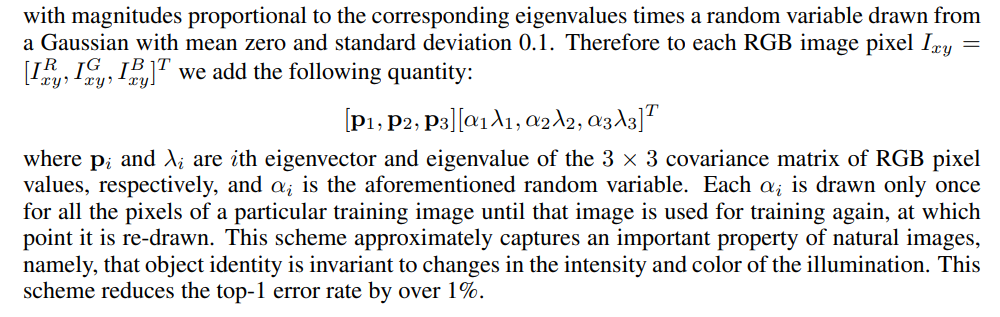 with magnitudes proportional to the corresponding eigenvalues times a random variable drawn from
a Gaussian with mean zero and standard deviation 0.1. Therefore to each RGB image pixel $I_{xy} =$
$[I_{xy}^R, I_{xy}^G, I_{xy}^B]^T$ we add the following quantity:
$[\mathbf{p}_1, \mathbf{p}_2, \mathbf{p}_3][\alpha_1\lambda_1, \alpha_2\lambda_2, \alpha_3\lambda_3]^T$
where $\mathbf{p}_i$ and $\lambda_i$ are $i$th eigenvector and eigenvalue of the $3 \times 3$ covariance matrix of RGB pixel
values, respectively, and $\alpha_i$ is the aforementioned random variable. Each $\alpha_i$ is drawn only once
for all the pixels of a particular training image until that image is used for training again, at which
point it is re-drawn. This scheme approximately captures an important property of natural images,
namely, that object identity is invariant to changes in the intensity and color of the illumination. This
scheme reduces the top-1 error rate by over 1%.